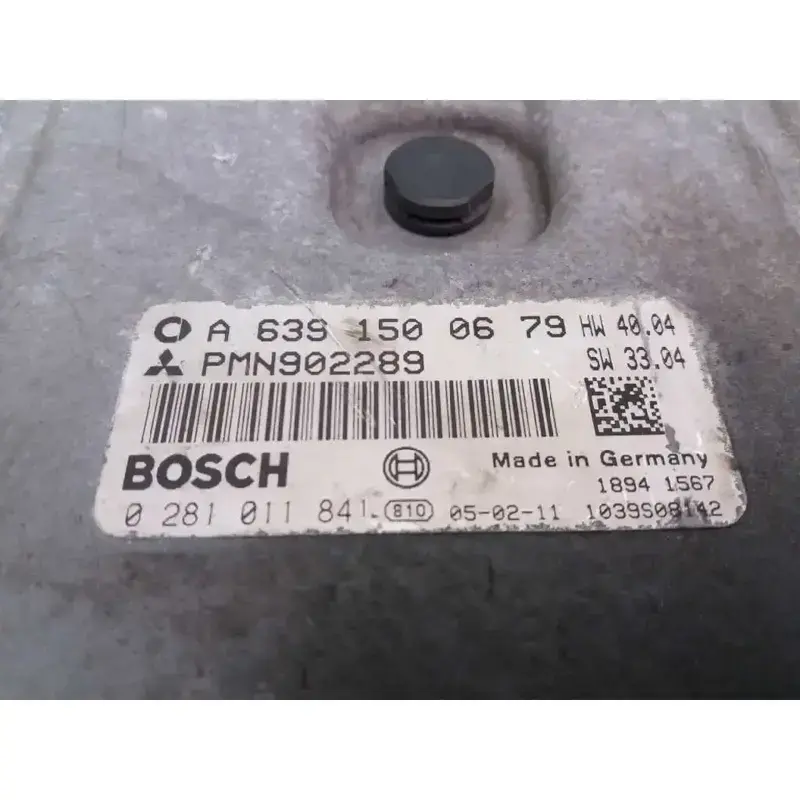 A 639 150 06 79 HW 40.04
PMN902289 SW 33.04
BOSCH Made in Germany
1894 1567
0 281 011 841 810 05-02-11 1039S08142